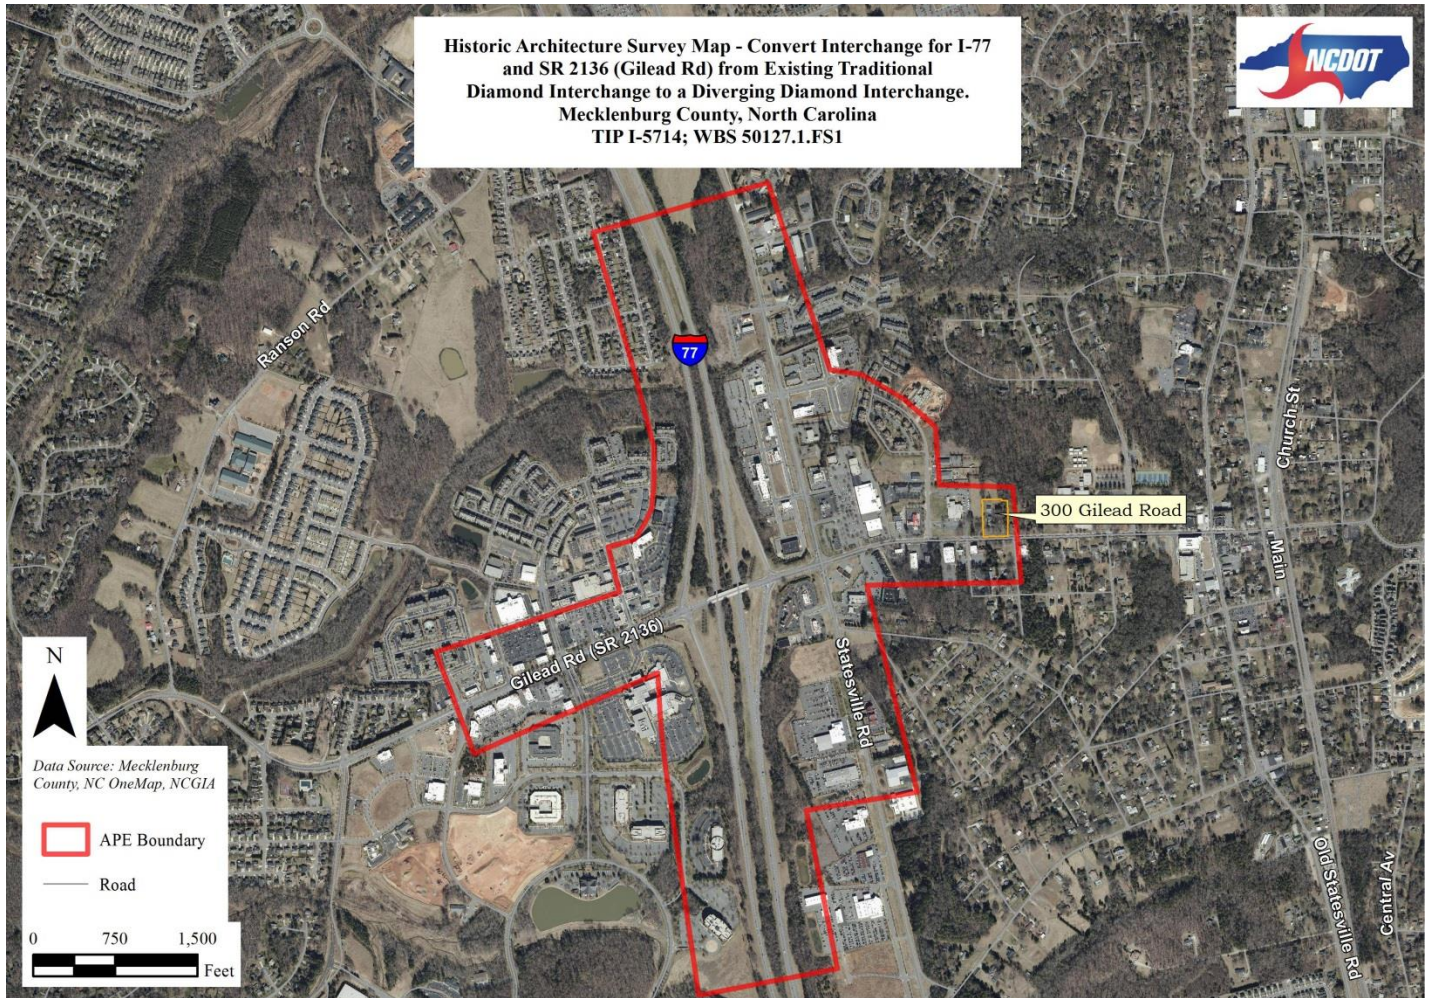 Historic Architecture Survey Map - Convert Interchange for I-77
and SR 2136 (Gilead Rd) from Existing Traditional
Diamond Interchange to a Diverging Diamond Interchange.
Mecklenburg County, North Carolina
TIP I-5714; WBS 50127.1.FS1
NCDOT
Ranson Rd
77
Church St
300 Gilead Road
Main
Gilead Rd (SR 2136)
Statesville Rd
Old Statesville Rd
Central Av
N
Data Source: Mecklenburg
County, NC OneMap, NCGIA
APE Boundary
Road
0 750 1,500
Feet